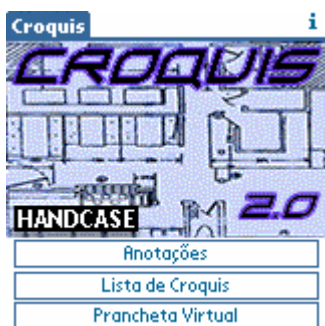 Croquis i
CROQUIS
HANDCASE 2.0
Anotações
Lista de Croquis
Prancheta Virtual